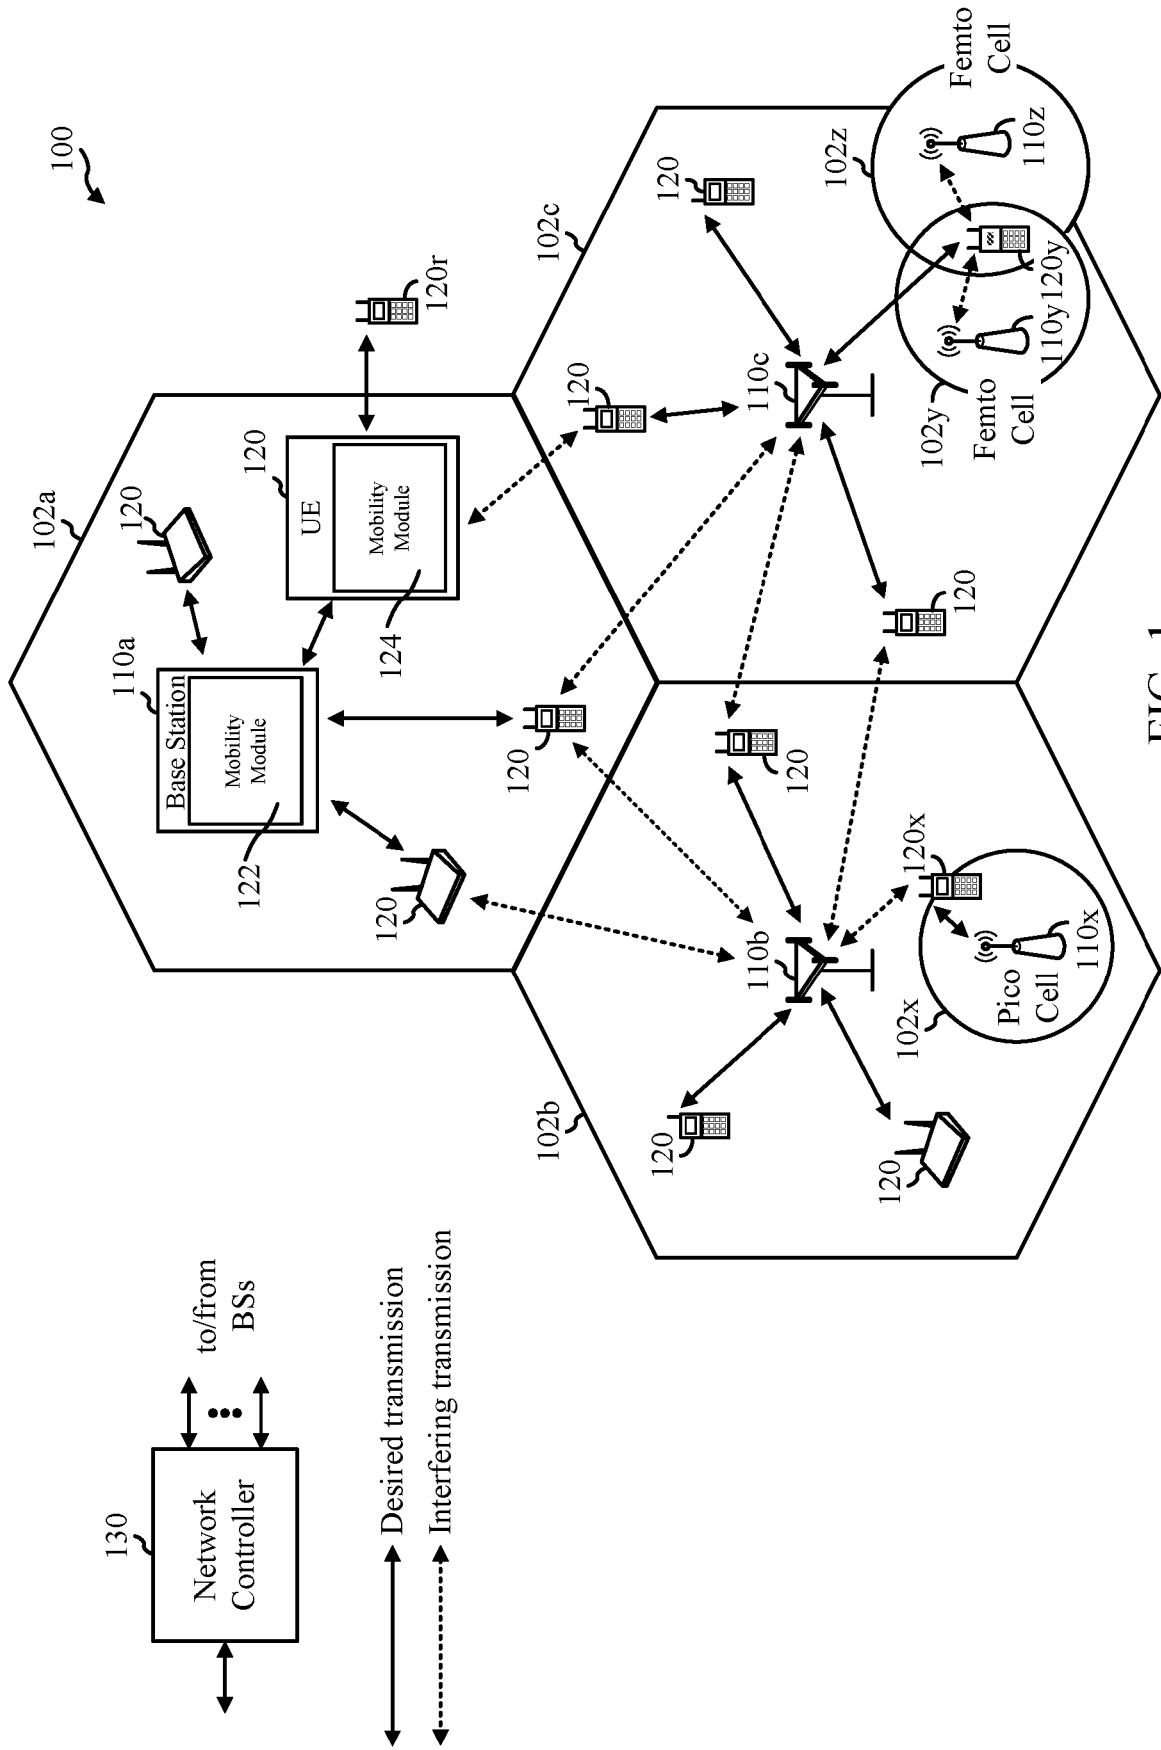 100
130
Network
Controller
to/from
BSs
Desired transmission
Interfering transmission
102a
110a
Base Station
Mobility
Module
122
120
120
UE
Mobility
Module
124
120r
120
120
102b
110b
120
120
120
120x
102x
Pico
Cell
110x
102c
120
120
110c
120
102y
Femto
Cell
110y
120y
102z
110z
Femto
Cell
FIG. 1